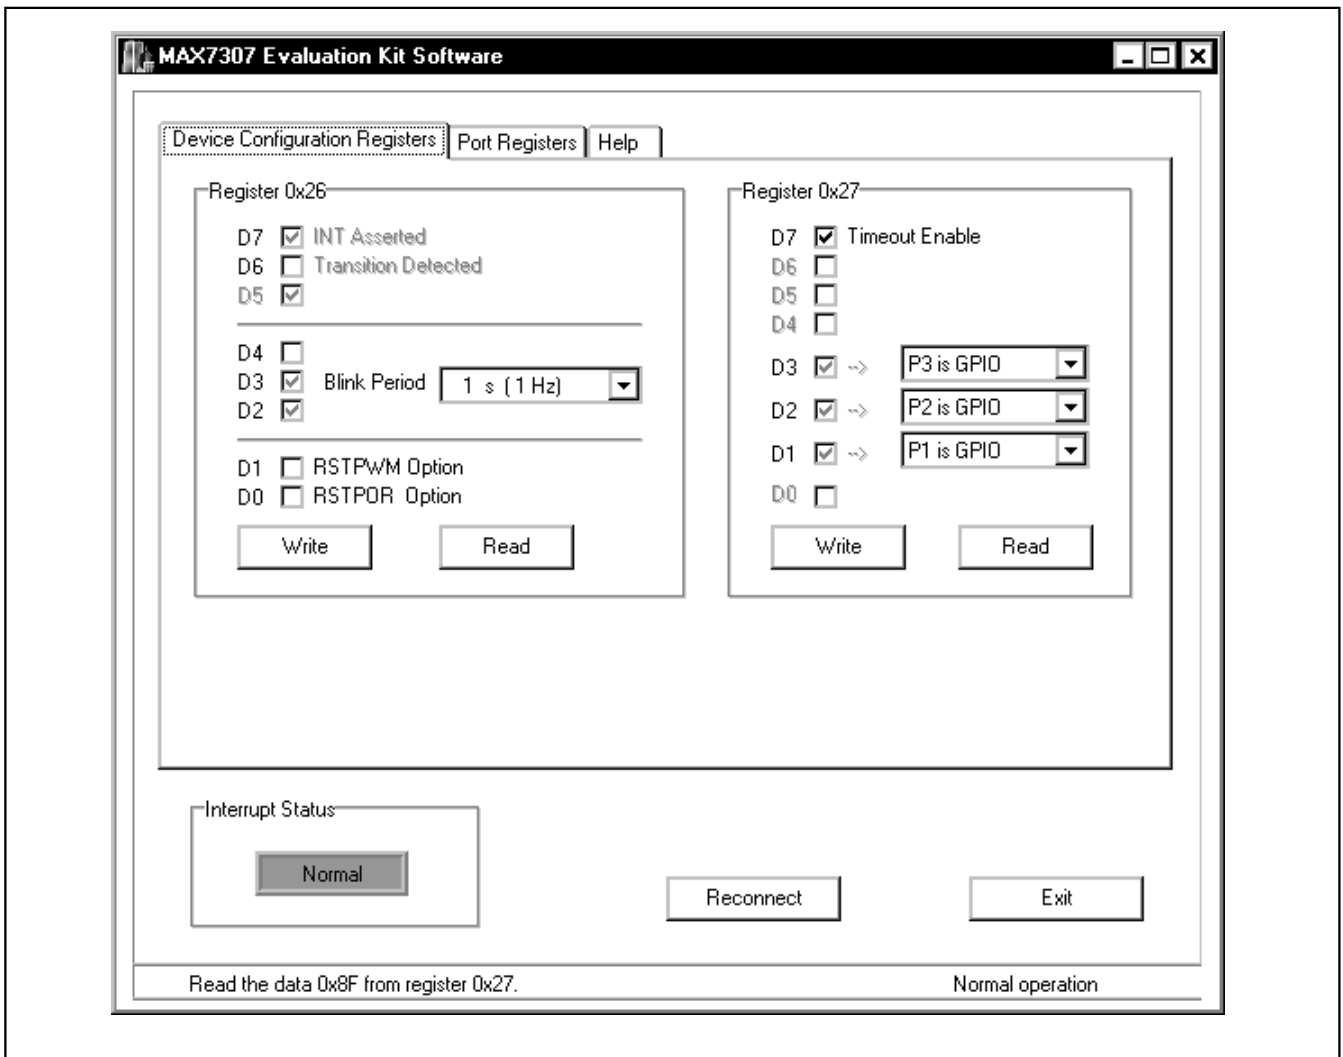 MAX7307 Evaluation Kit Software
Device Configuration Registers Port Registers Help
Register 0x26
D7 INT Asserted
D6 Transition Detected
D5
D4
D3 Blink Period 1 s (1 Hz)
D2
D1 RSTPWM Option
D0 RSTPOR Option
Write Read
Register 0x27
D7 Timeout Enable
D6
D5
D4
D3 --> P3 is GPIO
D2 --> P2 is GPIO
D1 --> P1 is GPIO
D0
Write Read
Interrupt Status
Normal
Reconnect Exit
Read the data 0x8F from register 0x27. Normal operation